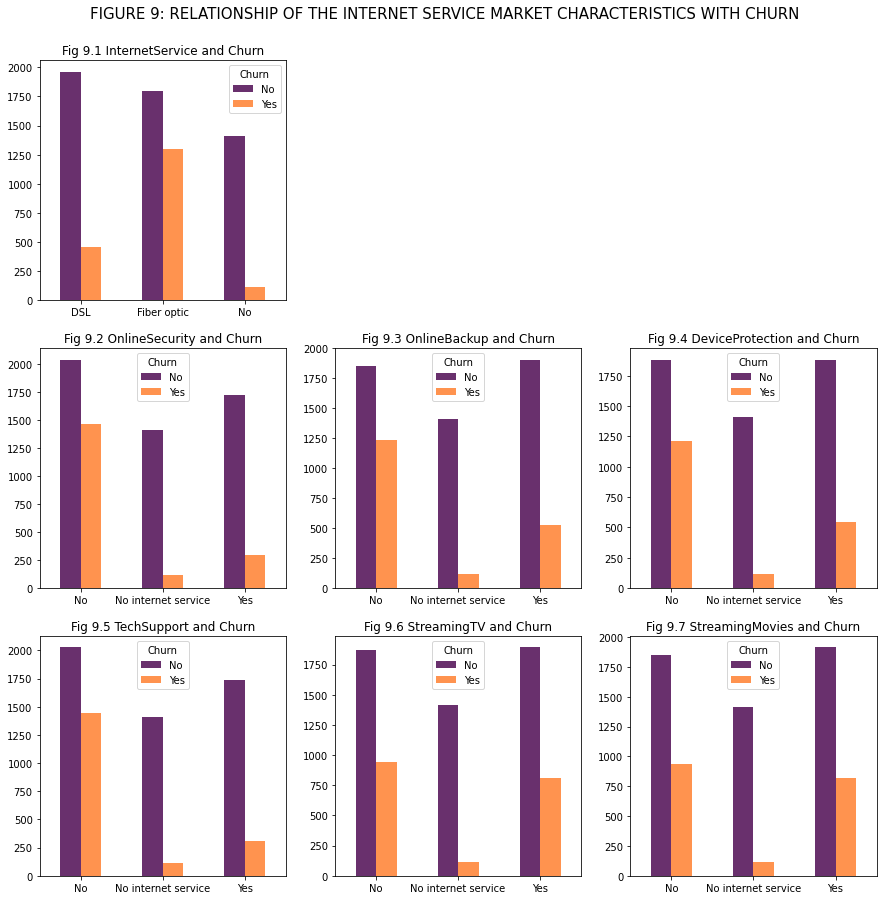 FIGURE 9: RELATIONSHIP OF THE INTERNET SERVICE MARKET CHARACTERISTICS WITH CHURN
Fig 9.1 InternetService and Churn
Churn
No
Yes
2000
1750
1500
1250
1000
750
500
250
0
DSL
Fiber optic
No
Fig 9.2 OnlineSecurity and Churn
Churn
No
Yes
2000
1750
1500
1250
1000
750
500
250
0
No
No internet service
Yes
Fig 9.3 OnlineBackup and Churn
Churn
No
Yes
2000
1750
1500
1250
1000
750
500
250
0
No
No internet service
Yes
Fig 9.4 DeviceProtection and Churn
Churn
No
Yes
1750
1500
1250
1000
750
500
250
0
No
No internet service
Yes
Fig 9.5 TechSupport and Churn
Churn
No
Yes
2000
1750
1500
1250
1000
750
500
250
0
No
No internet service
Yes
Fig 9.6 StreamingTV and Churn
Churn
No
Yes
1750
1500
1250
1000
750
500
250
0
No
No internet service
Yes
Fig 9.7 StreamingMovies and Churn
Churn
No
Yes
2000
1750
1500
1250
1000
750
500
250
0
No
No internet service
Yes